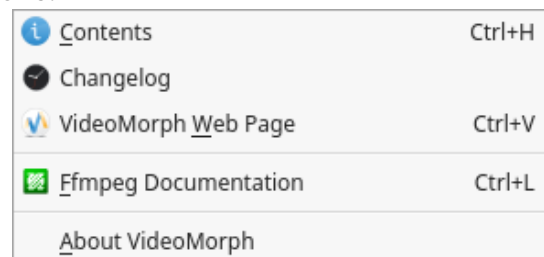 Contents Ctrl+H
Changelog
VideoMorph Web Page Ctrl+V
Ffmpeg Documentation Ctrl+L
About VideoMorph